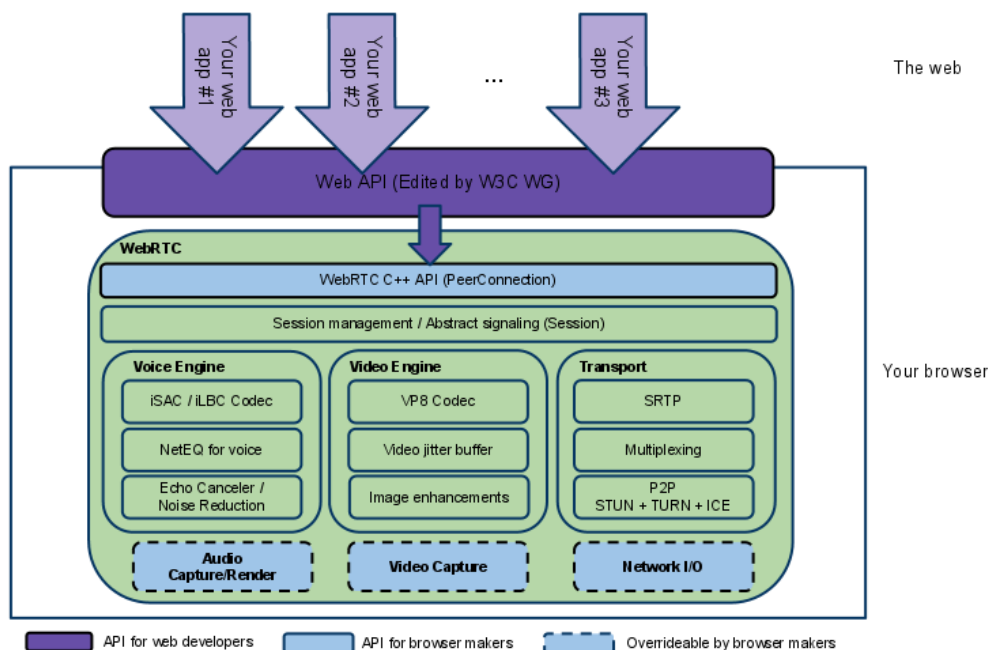 Your web
app #1
Your web
app #2
...
Your web
app #3
The web
Web API (Edited by W3C WG)
WebRTC
WebRTC C++ API (PeerConnection)
Session management / Abstract signaling (Session)
Your browser
Voice Engine
iSAC / iLBC Codec
NetEQ for voice
Echo Canceler /
Noise Reduction
Video Engine
VP8 Codec
Video jitter buffer
Image enhancements
Transport
SRTP
Multiplexing
P2P
STUN + TURN + ICE
Audio
Capture/Render
Video Capture
Network I/O
API for web developers
API for browser makers
Overrideable by browser makers